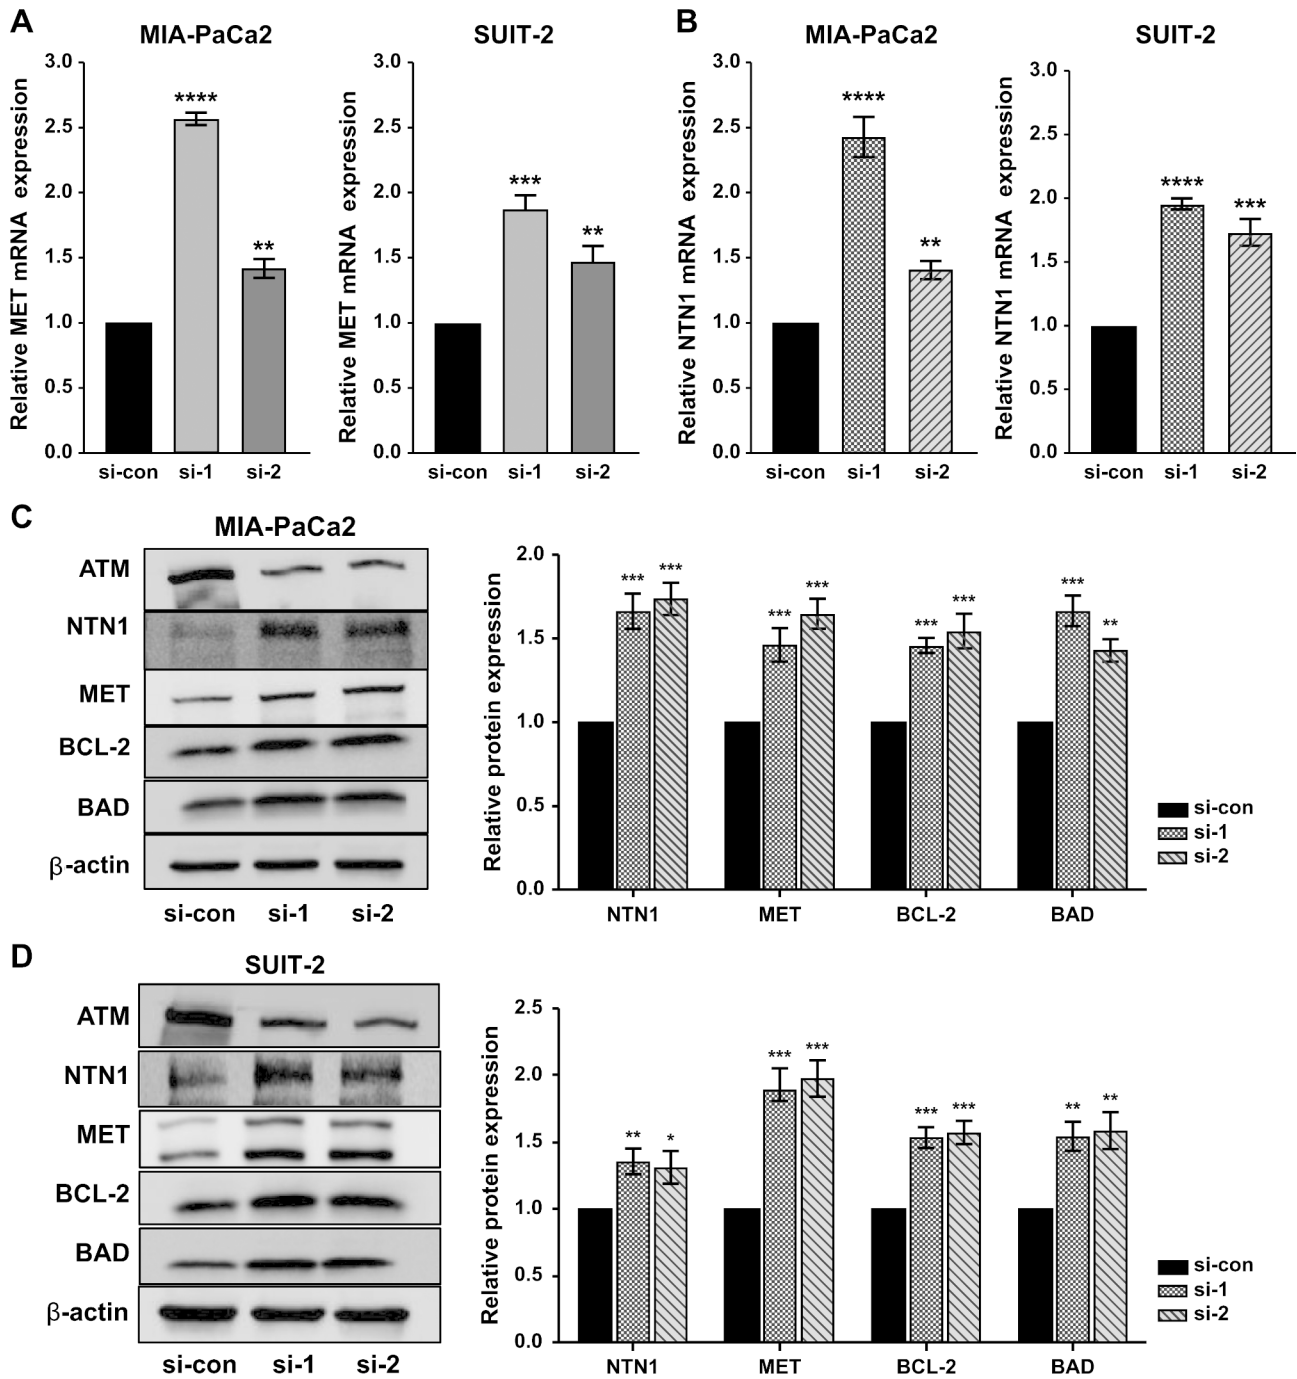 A
MIA-PaCa2
SUIT-2
B
MIA-PaCa2
SUIT-2
Relative MET mRNA expression
3.0
2.5
2.0
1.5
1.0
0.5
0.0
****
**
si-con si-1 si-2
Relative MET mRNA expression
3.0
2.5
2.0
1.5
1.0
0.5
0.0
***
**
si-con si-1 si-2
Relative NTN1 mRNA expression
3.0
2.5
2.0
1.5
1.0
0.5
0.0
****
**
si-con si-1 si-2
Relative NTN1 mRNA expression
3.0
2.5
2.0
1.5
1.0
0.5
0.0
****
***
si-con si-1 si-2
C
MIA-PaCa2
ATM
NTN1
MET
BCL-2
BAD
β-actin
si-con si-1 si-2
Relative protein expression
2.0
1.5
1.0
0.5
0.0
*** ***
*** ***
*** ***
*** **
NTN1 MET BCL-2 BAD
si-con
si-1
si-2
D
SUIT-2
ATM
NTN1
MET
BCL-2
BAD
β-actin
si-con si-1 si-2
Relative protein expression
2.5
2.0
1.5
1.0
0.5
0.0
** *
*** ***
*** ***
** **
NTN1 MET BCL-2 BAD
si-con
si-1
si-2